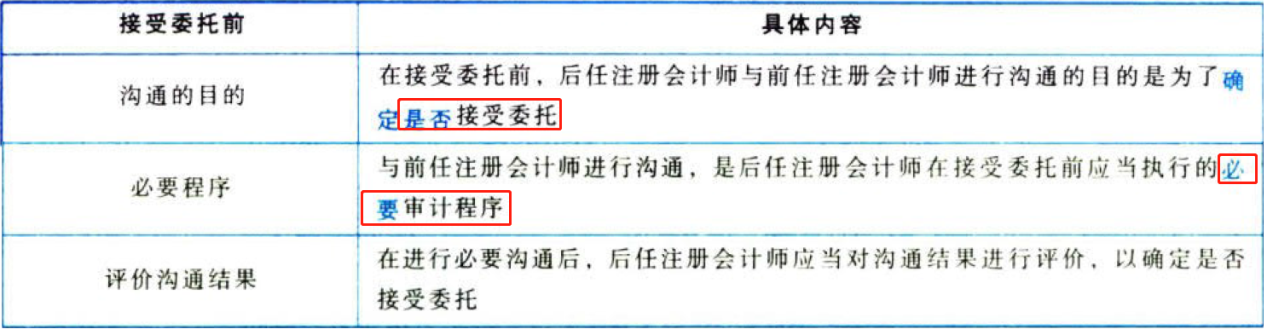 接受委托前
具体内容
沟通的目的
在接受委托前，后任注册会计师与前任注册会计师进行沟通的目的是为了确
定是否接受委托
必要程序
与前任注册会计师进行沟通，是后任注册会计师在接受委托前应当执行的必
要审计程序
评价沟通结果
在进行必要沟通后，后任注册会计师应当对沟通结果进行评价，以确定是否
接受委托